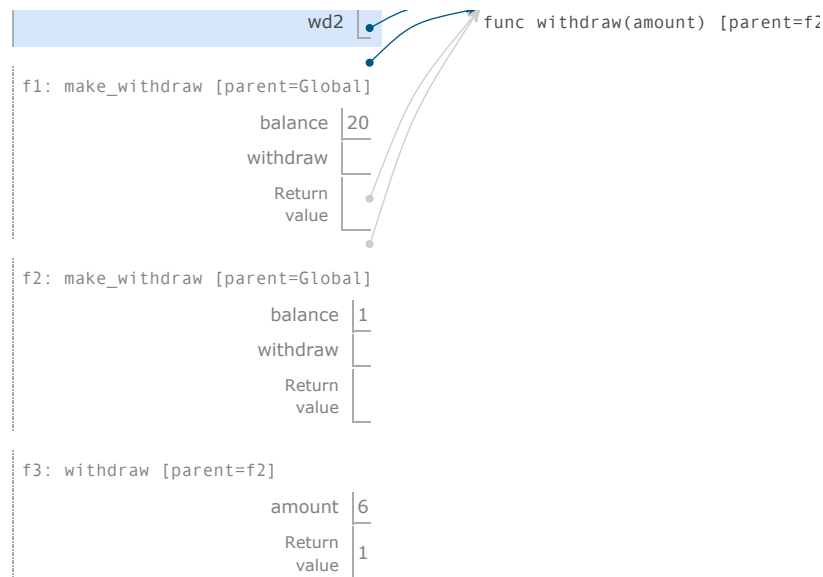 wd2
func withdraw(amount) [parent=f2
f1: make_withdraw [parent=Global]
balance 20
withdraw
Return
value
f2: make_withdraw [parent=Global]
balance 1
withdraw
Return
value
f3: withdraw [parent=f2]
amount 6
Return
value 1